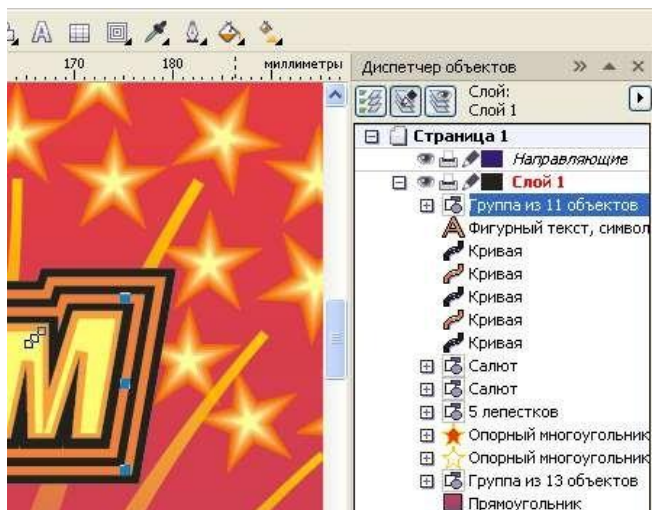 170 180 миллиметры
Диспетчер объектов
Слой:
Слой 1
Страница 1
Направляющие
Слой 1
Группа из 11 объектов
Фигурный текст, символ
Кривая
Кривая
Кривая
Кривая
Кривая
Салют
Салют
5 лепестков
Опорный многоугольник
Опорный многоугольник
Группа из 13 объектов
Прямоугольник
М